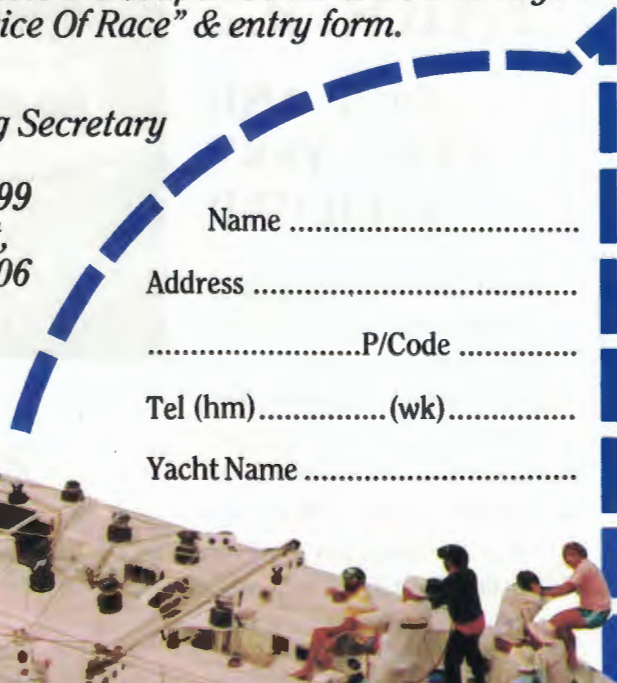 ice Of Race” & entry form.
g Secretary
99
06
Name ................................................
Address ................................................
................................P/Code ..................
Tel (hm)................... (wk)...................
Yacht Name .........................................